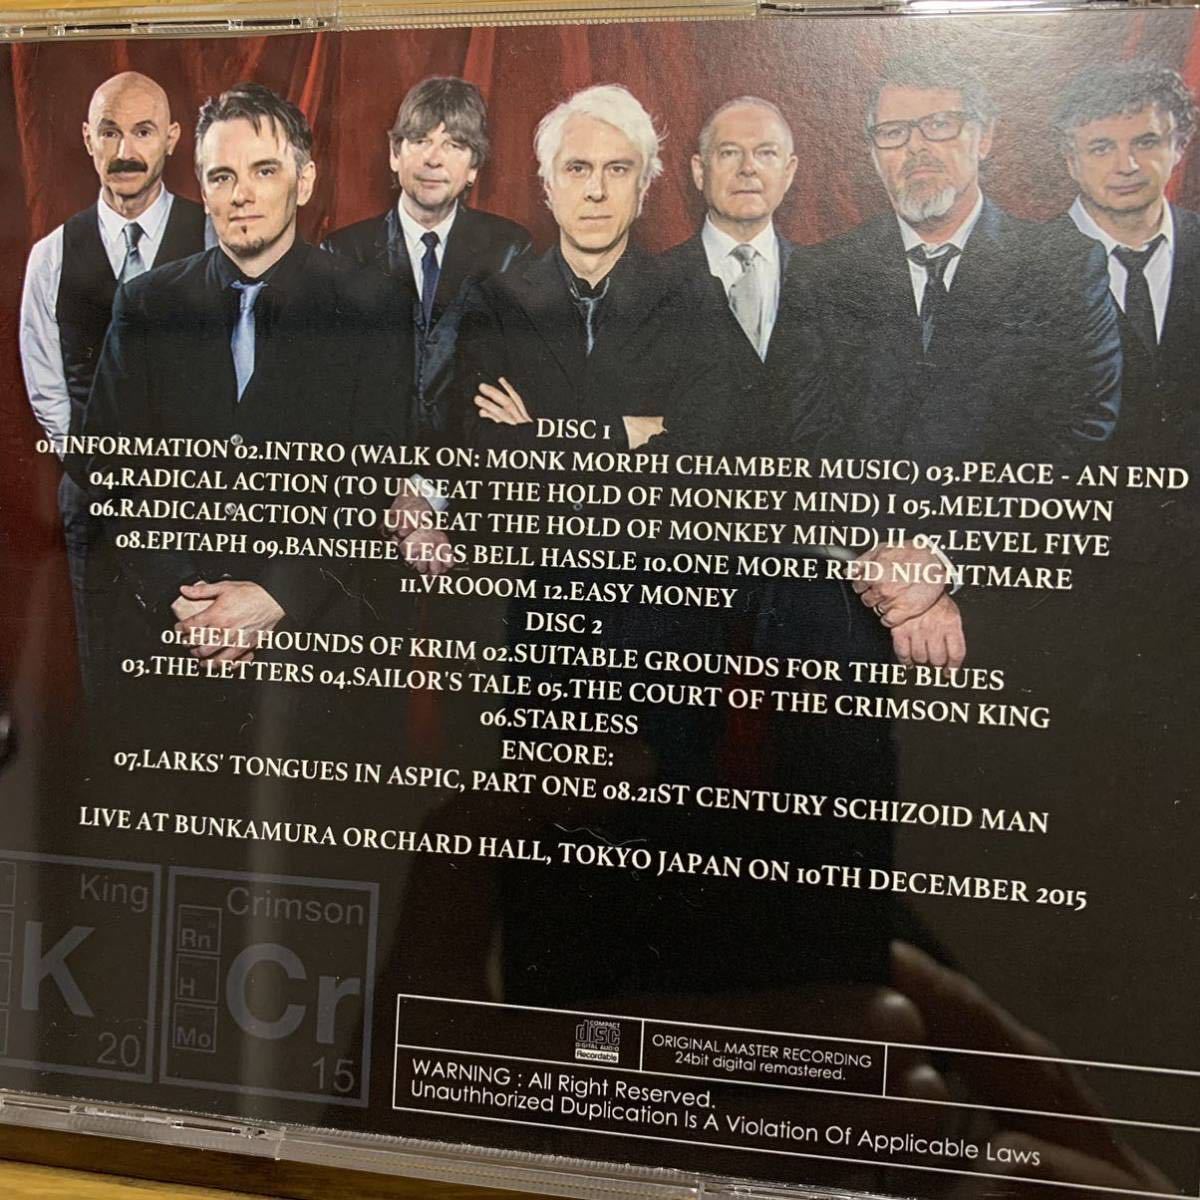 DISC 1
01.INFORMATION 02.INTRO (WALK ON: MONK MORPH CHAMBER MUSIC) 03.PEACE - AN END
04.RADICAL ACTION (TO UNSEAT THE HOLD OF MONKEY MIND) I 05.MELTDOWN
06.RADICAL ACTION (TO UNSEAT THE HOLD OF MONKEY MIND) II 07.LEVEL FIVE
08.EPITAPH 09.BANSHEE LEGS BELL HASSLE 10.ONE MORE RED NIGHTMARE
11.VROOOM 12.EASY MONEY
DISC 2
01.HELL HOUNDS OF KRIM 02.SUITABLE GROUNDS FOR THE BLUES
03.THE LETTERS 04.SAILOR'S TALE 05.THE COURT OF THE CRIMSON KING
06.STARLESS
ENCORE:
07.LARKS' TONGUES IN ASPIC, PART ONE 08.21ST CENTURY SCHIZOID MAN
LIVE AT BUNKAMURA ORCHARD HALL, TOKYO JAPAN ON 10TH DECEMBER 2015
King
K
20
Crimson
Rn
H
Mo
Cr
15
COMPACT
disc
DIGITAL AUDIO
Recordable
ORIGINAL MASTER RECORDING
24bit digital remastered.
WARNING : All Right Reserved.
Unauthhorized Duplication Is A Violation Of Applicable Laws